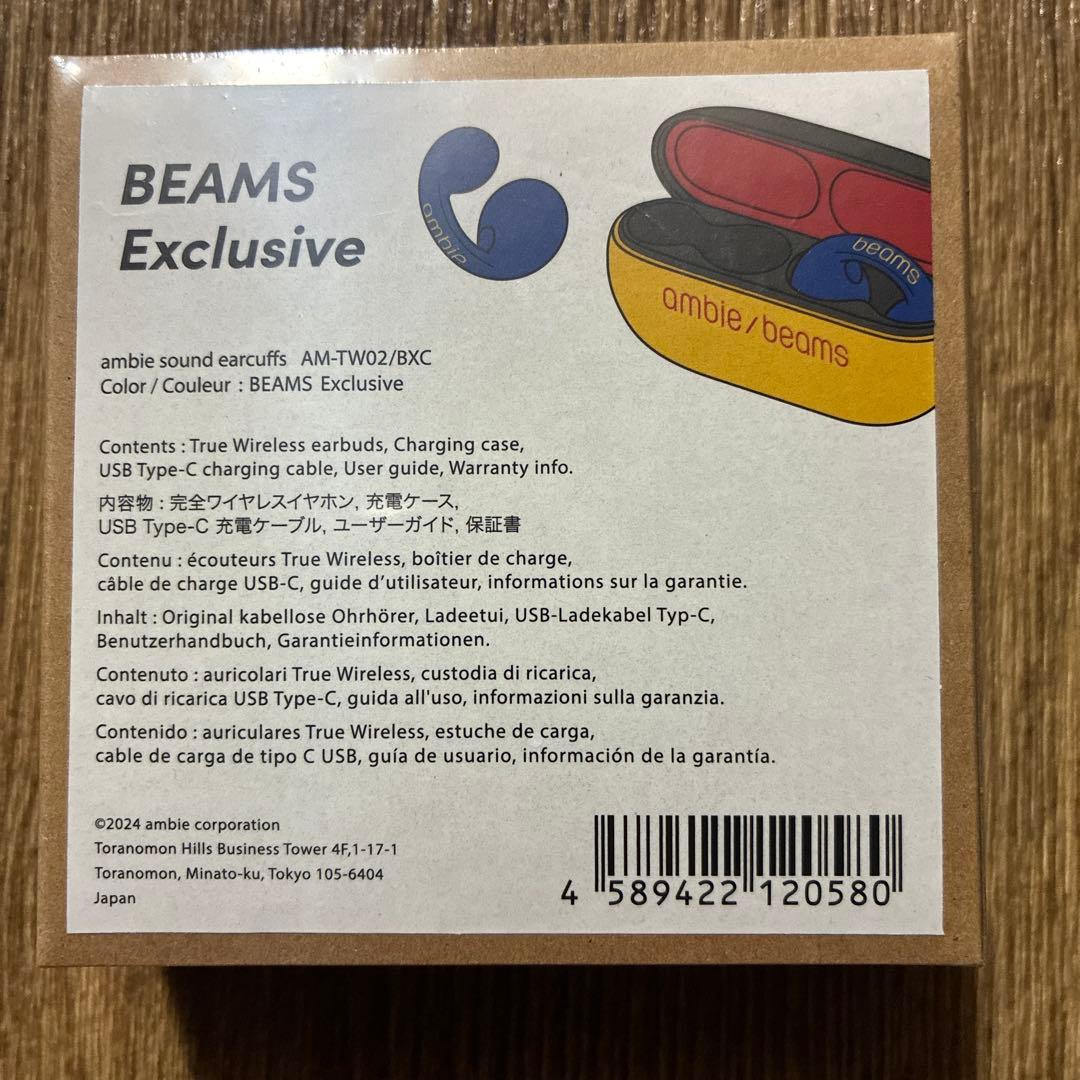 BEAMS
Exclusive
ambie
beams
ambie/beams
ambie sound earcuffs AM-TW02/BXC
Color / Couleur : BEAMS Exclusive
Contents : True Wireless earbuds, Charging case,
USB Type-C charging cable, User guide, Warranty info.
内容物 : 完全ワイヤレスイヤホン, 充電ケース,
USB Type-C 充電ケーブル, ユーザーガイド, 保証書
Contenu : écouteurs True Wireless, boîtier de charge,
câble de charge USB-C, guide d’utilisateur, informations sur la garantie.
Inhalt : Original kabellose Ohrhörer, Ladeetui, USB-Ladekabel Typ-C,
Benutzerhandbuch, Garantieinformationen.
Contenuto : auricolari True Wireless, custodia di ricarica,
cavo di ricarica USB Type-C, guida all'uso, informazioni sulla garanzia.
Contenido : auriculares True Wireless, estuche de carga,
cable de carga de tipo C USB, guía de usuario, información de la garantía.
©2024 ambie corporation
Toranomon Hills Business Tower 4F,1-17-1
Toranomon, Minato-ku, Tokyo 105-6404
Japan
4 589422 120580